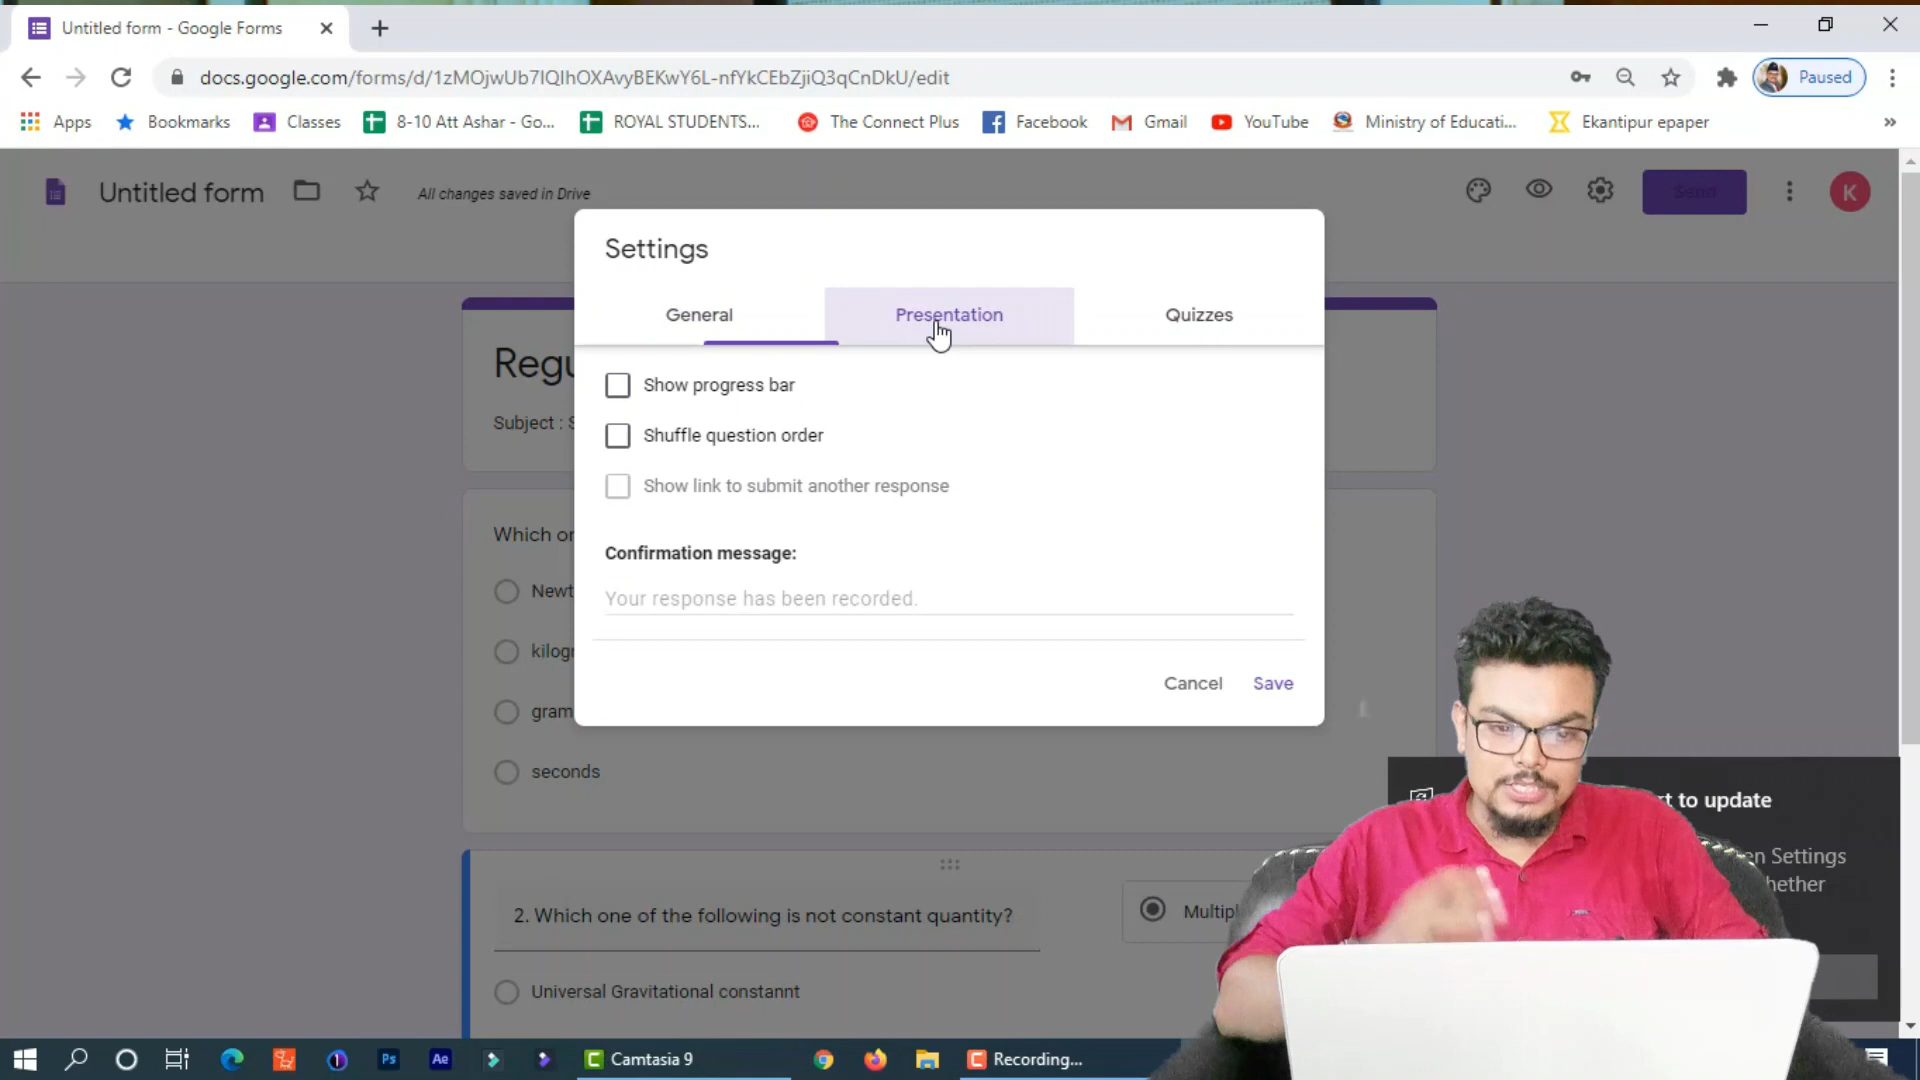 Untitled form - Google Forms
docs.google.com/forms/d/1zMOjwUb7IQIhOXAvyBEKwY6L-nfYkCEbZjiQ3qCnDkU/edit
Paused
Apps
Bookmarks
Classes
8-10 Att Ashar - Go...
ROYAL STUDENTS...
The Connect Plus
Facebook
Gmail
YouTube
Ministry of Educati...
Ekantipur epaper
Untitled form
All changes saved in Drive
Send
K
Settings
General
Presentation
Quizzes
Regu
Subject : S
Show progress bar
Shuffle question order
Show link to submit another response
Confirmation message:
Your response has been recorded.
Cancel
Save
Which on
Newt
kilogr
gram
seconds
2. Which one of the following is not constant quantity?
Multipl
Universal Gravitational constannt
rt to update
en Settings
hether
Ps
Ae
Camtasia 9
Recording...